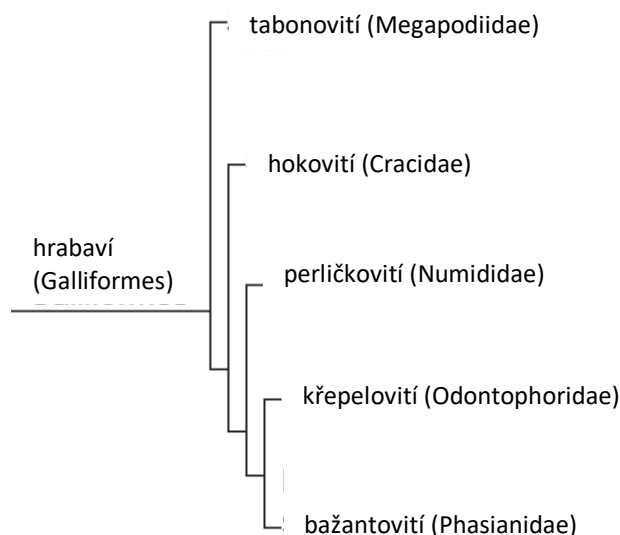 tabonovití (Megapodiidae)
hokovití (Cracidae)
hrabaví
(Galliformes)
perličkovití (Numididae)
křepelovití (Odontophoridae)
bažantovití (Phasianidae)